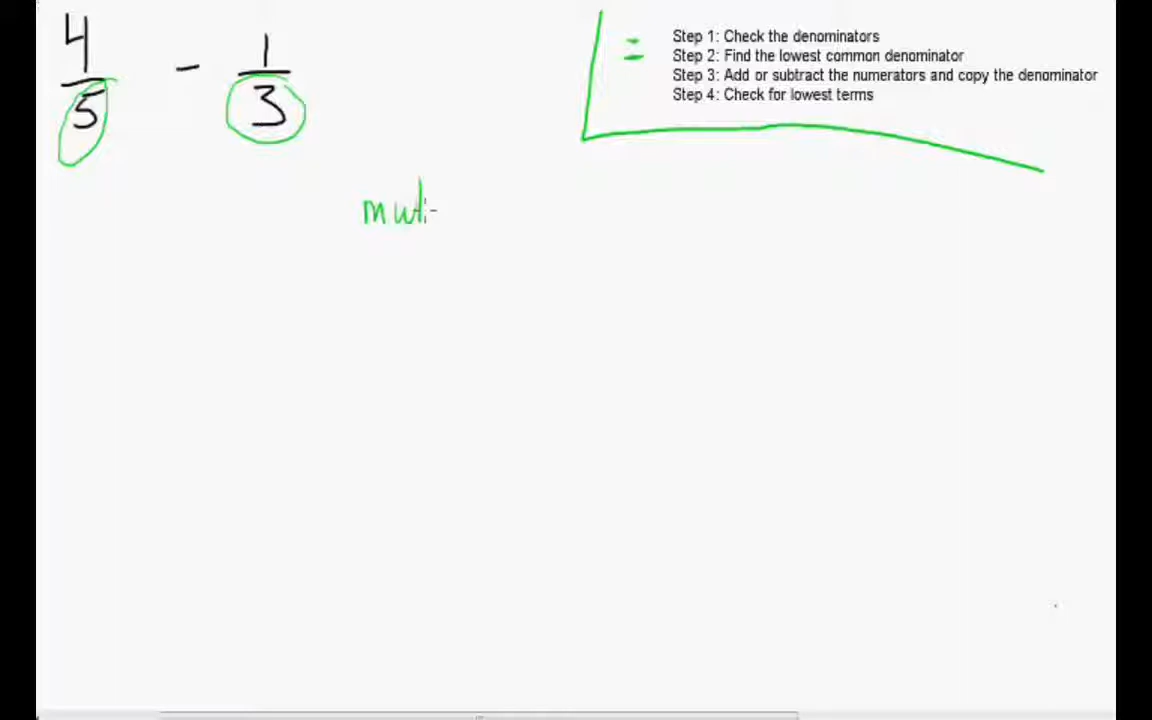 4/5 - 1/3
=
Step 1: Check the denominators
Step 2: Find the lowest common denominator
Step 3: Add or subtract the numerators and copy the denominator
Step 4: Check for lowest terms